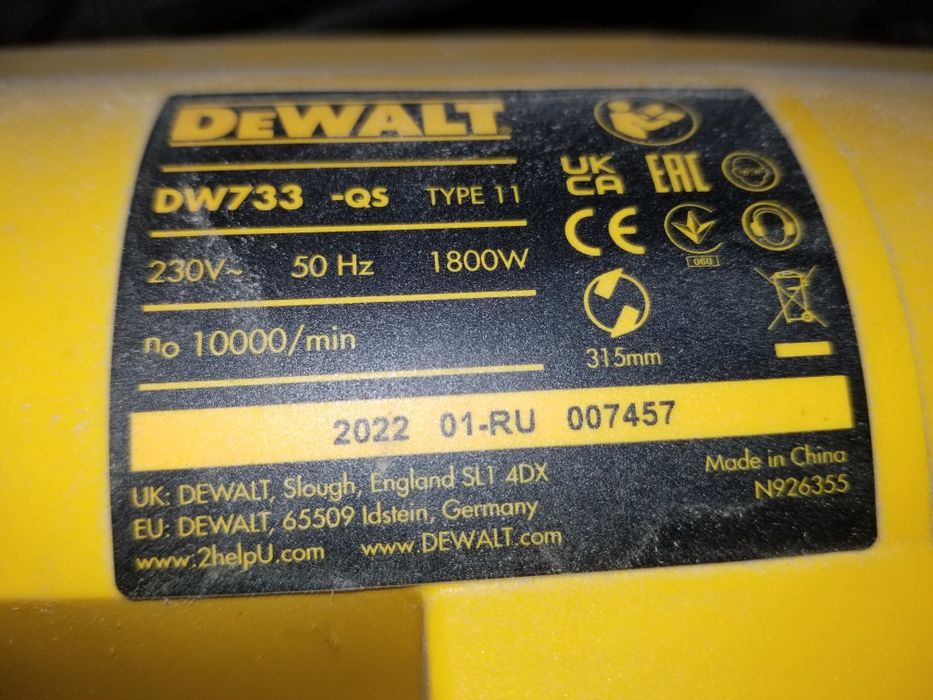 DEWALT®
DW733 -QS TYPE 11
230V~ 50 Hz 1800W
n₀ 10000/min
UK
CA
EAC
CE
060
315mm
2022 01-RU 007457
UK: DEWALT, Slough, England SL1 4DX
EU: DEWALT, 65509 Idstein, Germany
www.2helpU.com www.DEWALT.com
Made in China
N926355